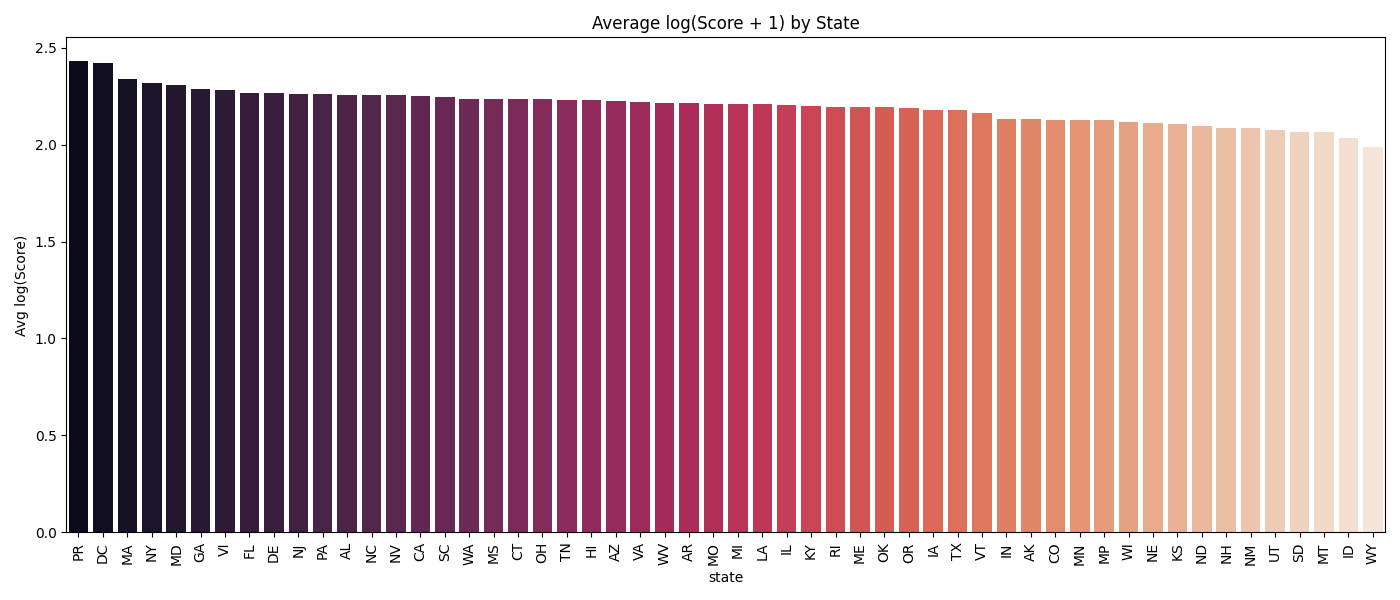 Average log(Score + 1) by State
Avg log(Score)
2.5
2.0
1.5
1.0
0.5
0.0
PR DC MA NY MD GA VI FL DE NJ PA AL NC NV CA SC WA MS CT OH TN HI AZ VA WV AR MO MI LA IL KY RI ME OK OR IA TX VT IN AK CO MN MP WI NE KS ND NH NM UT SD MT ID WY
state